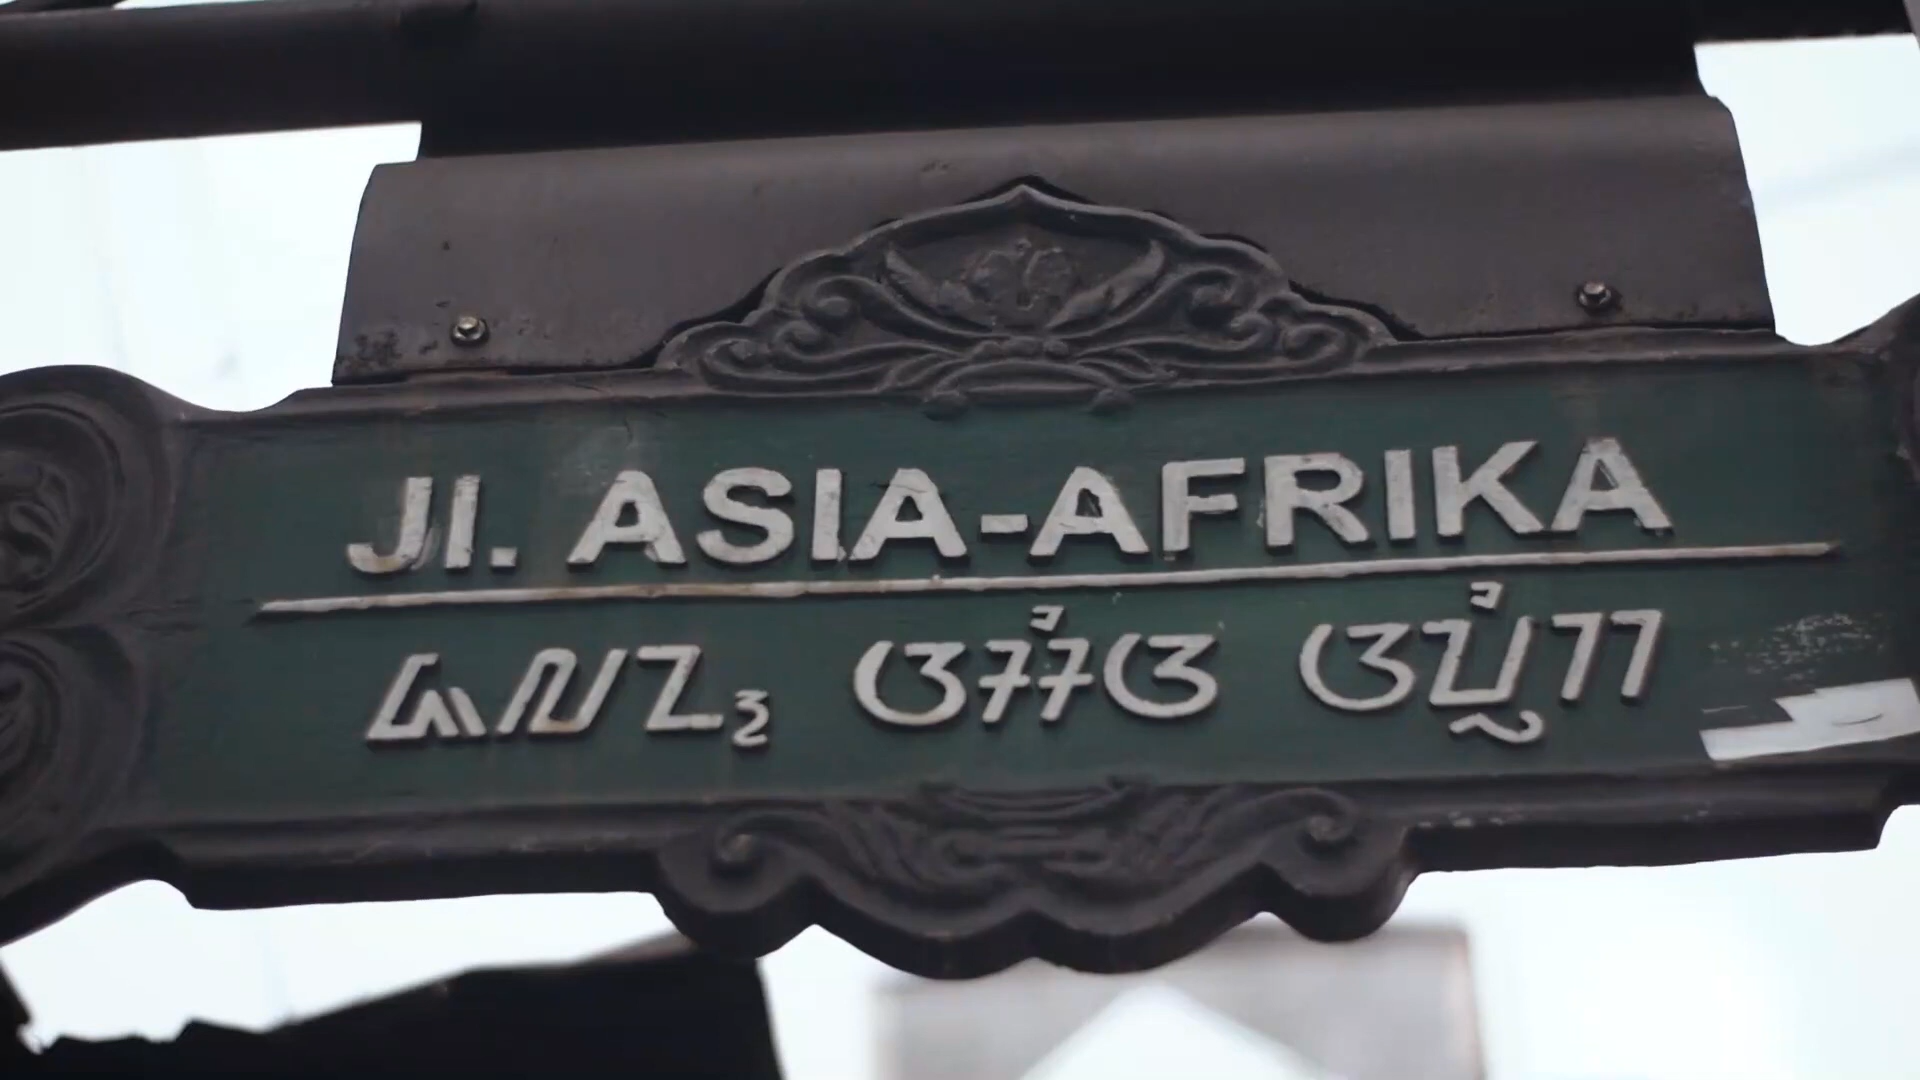 Jl. ASIA-AFRIKA
ᮏᮜᮔ᮪ ᮃᮞᮤᮃ ᮃᮕᮢᮤᮊ